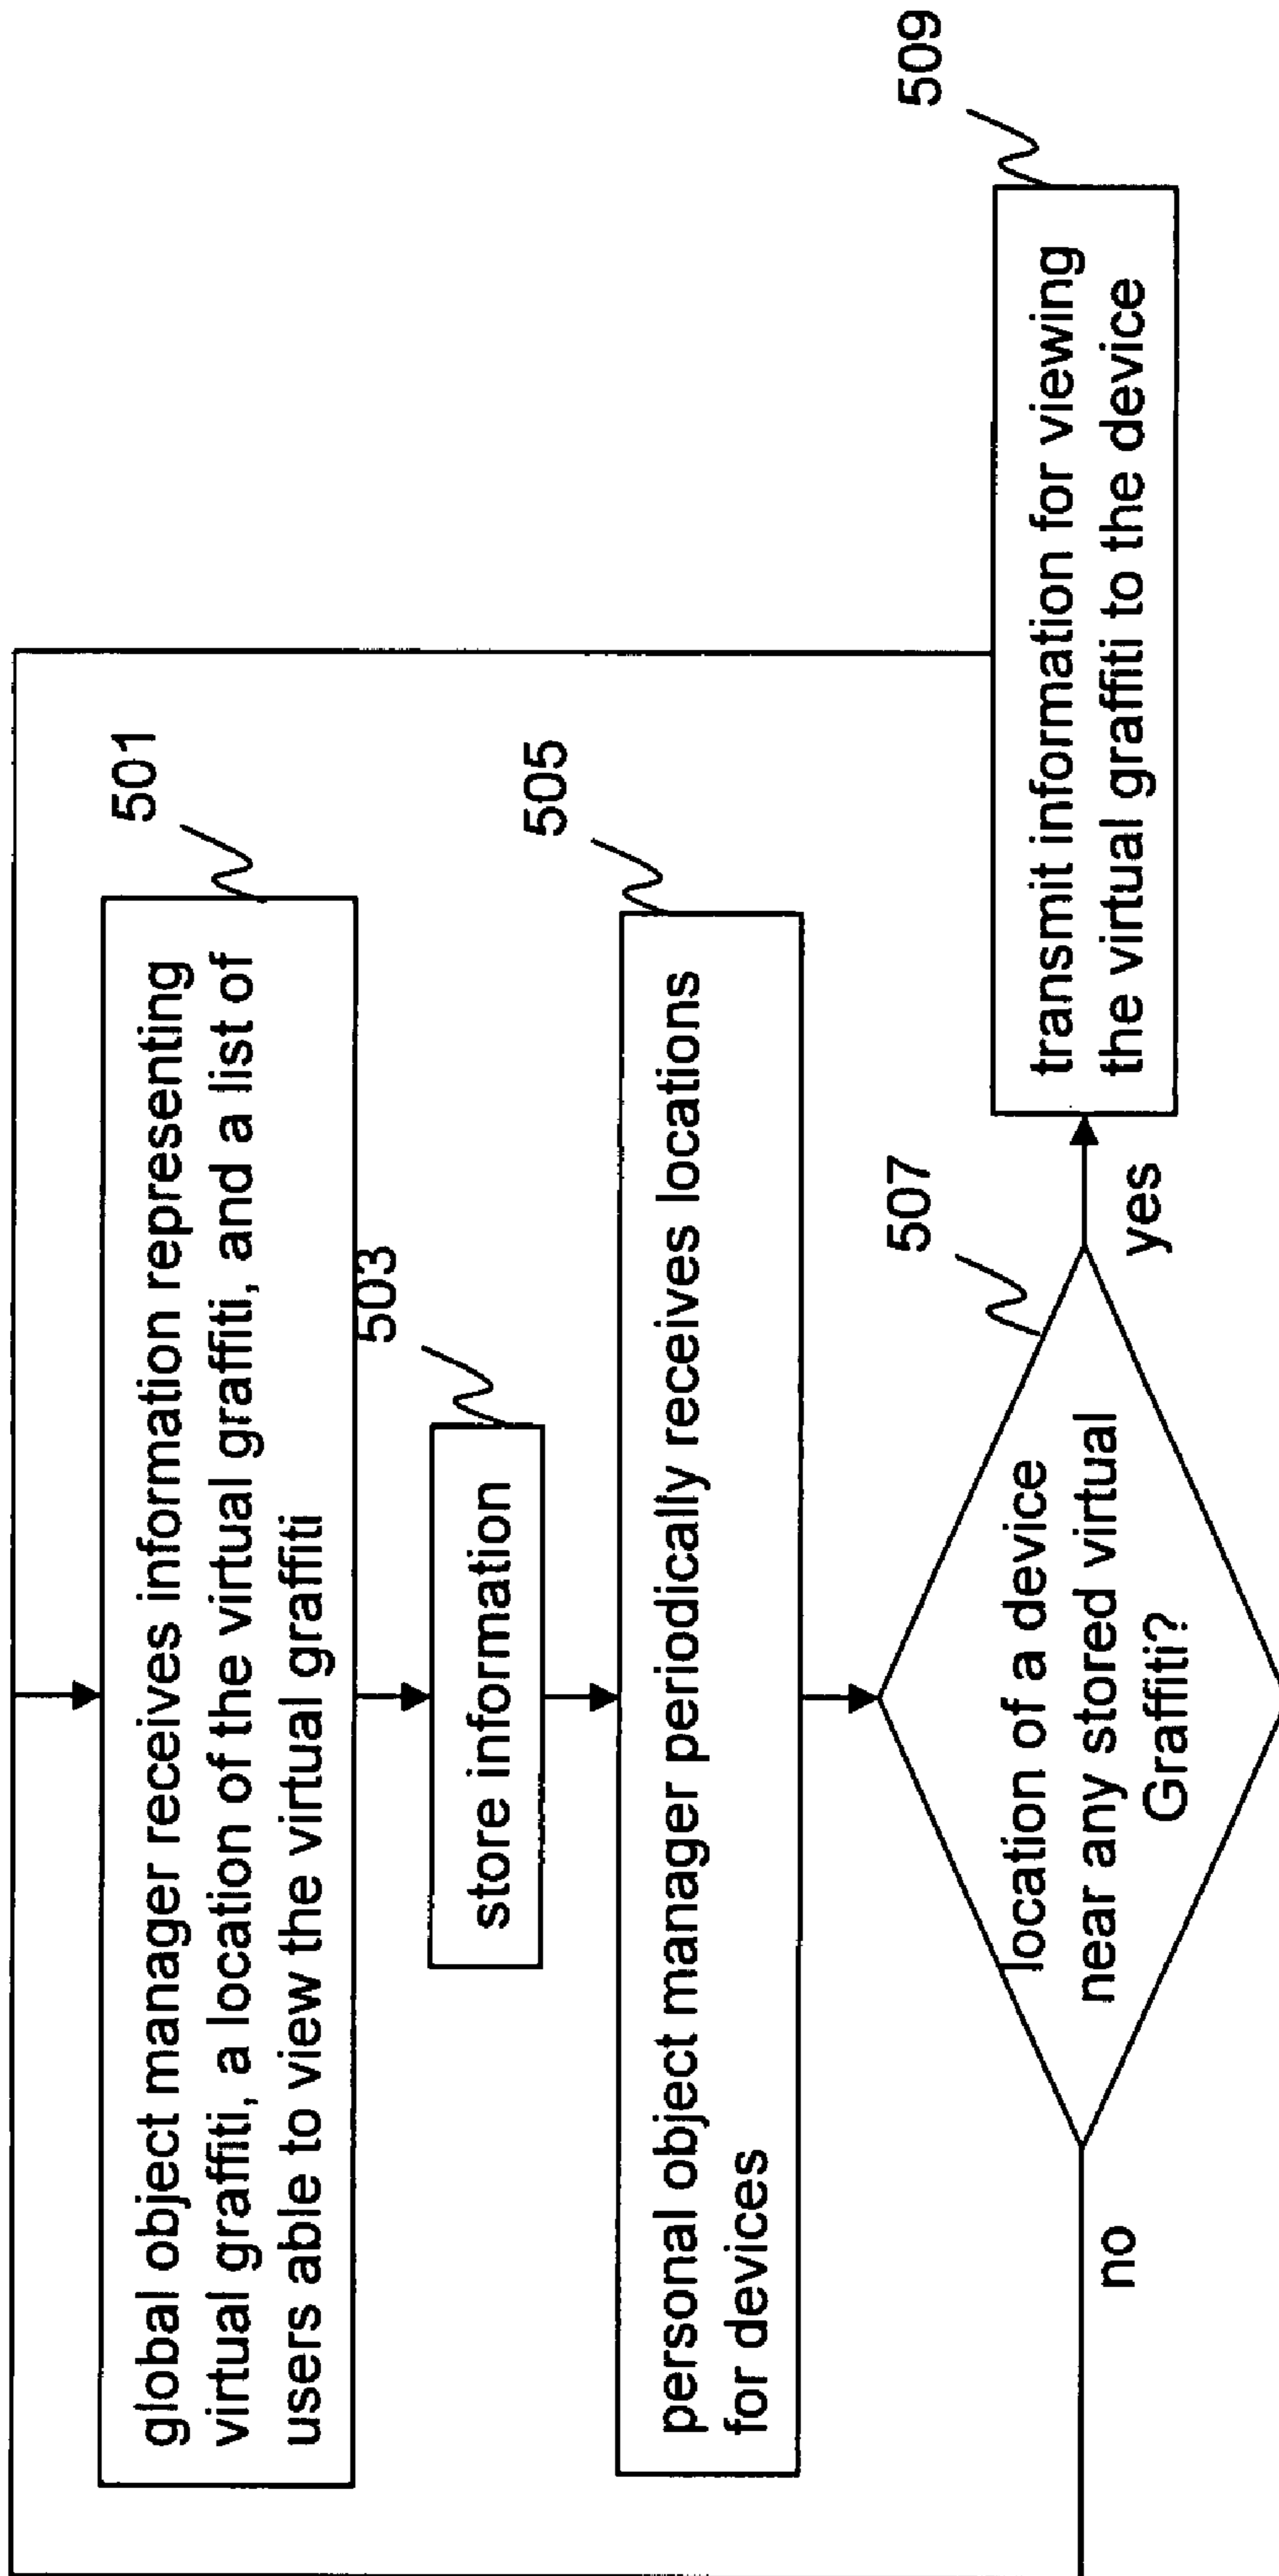 501
global object manager receives information representing
virtual graffiti, a location of the virtual graffiti, and a list of
users able to view the virtual graffiti
503
store information
505
personal object manager periodically receives locations
for devices
507
location of a device
near any stored virtual
Graffiti?
no
yes
509
transmit information for viewing
the virtual graffiti to the device